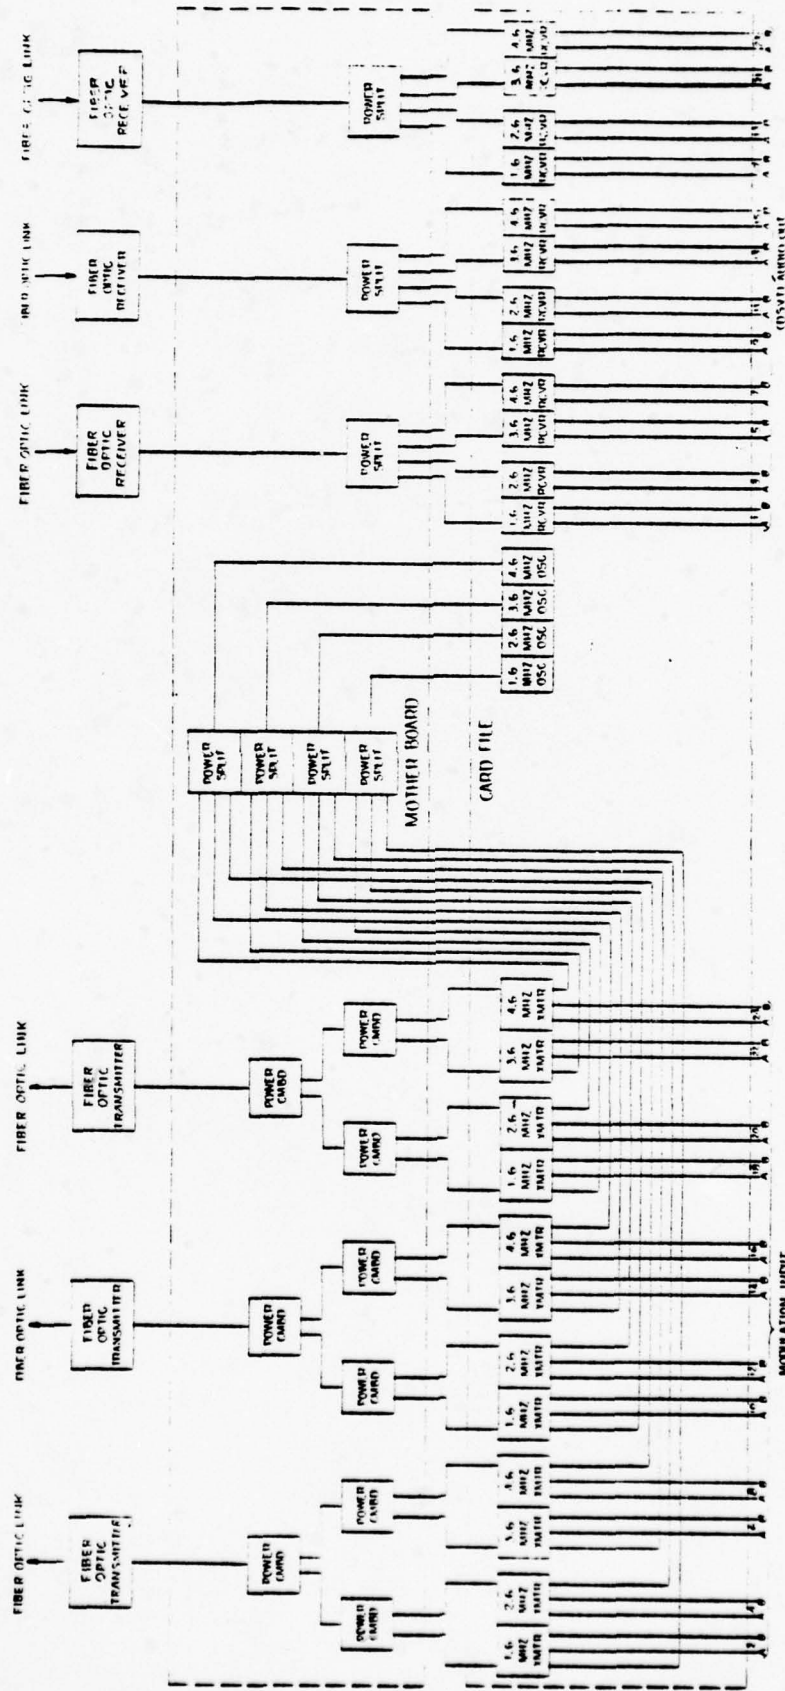 FIBER OPTIC LINK
FIBER
OPTIC
RECEIVER
POWER
SPLIT
4.6
MHZ
RCVR
3.6
MHZ
RCVR
2.6
MHZ
RCVR
1.6
MHZ
RCVR
FIBER OPTIC LINK
FIBER
OPTIC
RECEIVER
POWER
SPLIT
4.6
MHZ
RCVR
3.6
MHZ
RCVR
2.6
MHZ
RCVR
1.6
MHZ
RCVR
AUDIO OUT
FIBER OPTIC LINK
FIBER
OPTIC
RECEIVER
POWER
SPLIT
4.6
MHZ
RCVR
3.6
MHZ
RCVR
2.6
MHZ
RCVR
1.6
MHZ
RCVR
4.6
MHZ
OSC
3.6
MHZ
OSC
2.6
MHZ
OSC
1.6
MHZ
OSC
POWER
SPLIT
POWER
SPLIT
POWER
SPLIT
POWER
SPLIT
MOTHER BOARD
CARD FILE
FIBER OPTIC LINK
FIBER
OPTIC
TRANSMITTER
POWER
CMBD
POWER
CMBD
POWER
CMBD
4.6
MHZ
XMTR
3.6
MHZ
XMTR
2.6
MHZ
XMTR
1.6
MHZ
XMTR
FIBER OPTIC LINK
FIBER
OPTIC
TRANSMITTER
POWER
CMBD
POWER
CMBD
POWER
CMBD
4.6
MHZ
XMTR
3.6
MHZ
XMTR
2.6
MHZ
XMTR
1.6
MHZ
XMTR
MODULATION
FIBER OPTIC LINK
FIBER
OPTIC
TRANSMITTER
POWER
CMBD
POWER
CMBD
POWER
CMBD
4.6
MHZ
XMTR
3.6
MHZ
XMTR
2.6
MHZ
XMTR
1.6
MHZ
XMTR